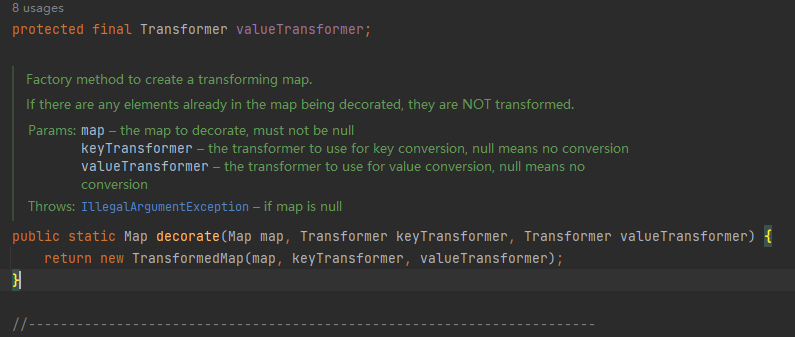 8 usages
protected final Transformer valueTransformer;
Factory method to create a transforming map.
If there are any elements already in the map being decorated, they are NOT transformed.
Params: map – the map to decorate, must not be null
keyTransformer – the transformer to use for key conversion, null means no conversion
valueTransformer – the transformer to use for value conversion, null means no
conversion
Throws: IllegalArgumentException – if map is null
public static Map decorate(Map map, Transformer keyTransformer, Transformer valueTransformer) {
    return new TransformedMap(map, keyTransformer, valueTransformer);
}
//-----------------------------------------------------------------------